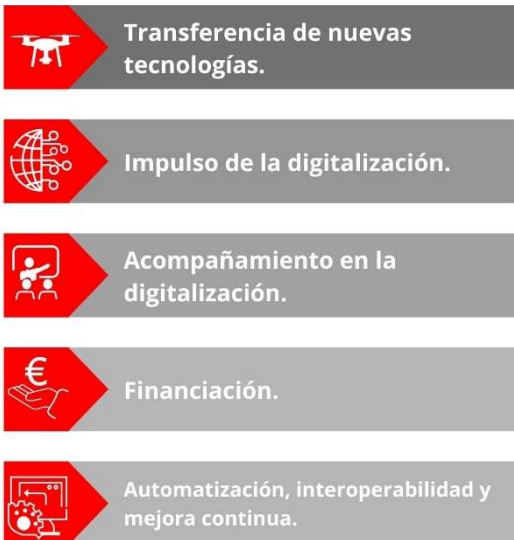 Transferencia de nuevas
tecnologías.
Impulso de la digitalización.
Acompañamiento en la
digitalización.
€
Financiación.
Automatización, interoperabilidad y
mejora continua.